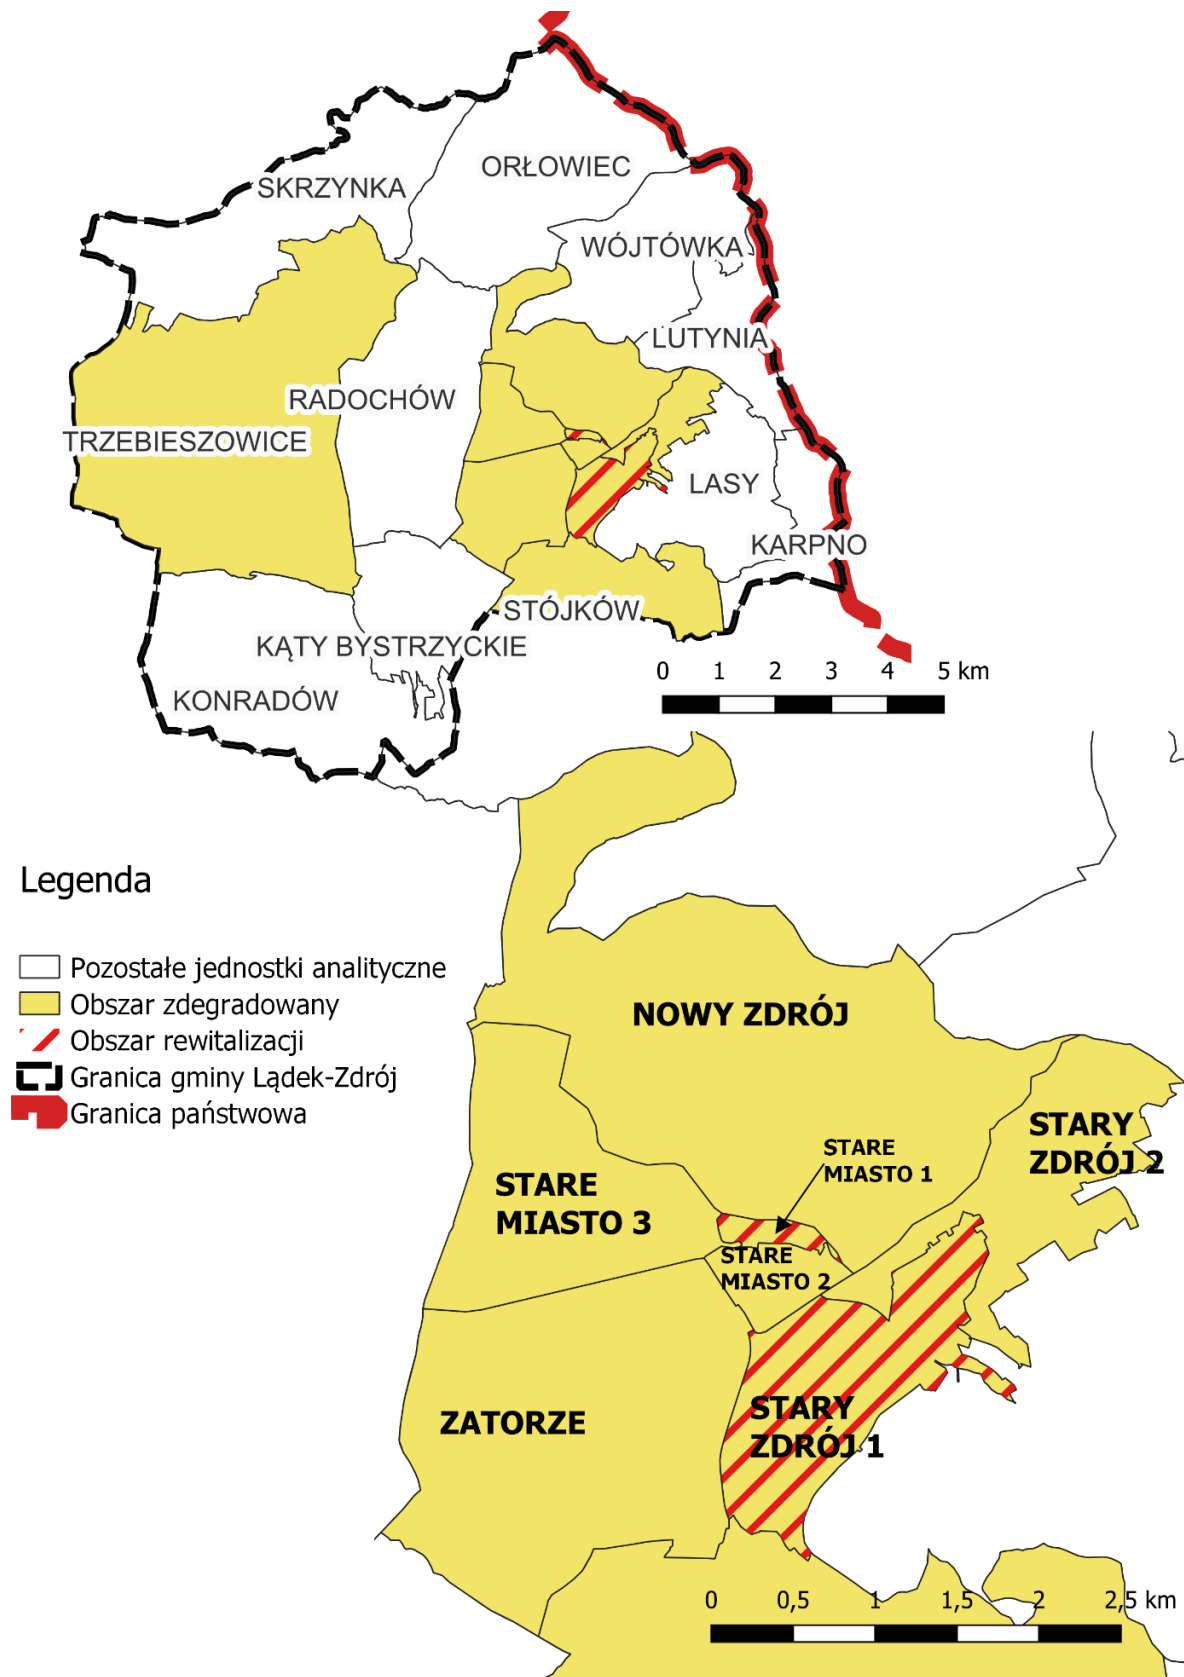 ORŁOWIEC
SKRZYNKA
WÓJTÓWKA
LUTYNIA
RADOCHÓW
TRZEBIESZOWICE
LASY
KARPNO
STÓJKÓW
KĄTY BYSTRZYCKIE
KONRADÓW
0 1 2 3 4 5 km
Legenda
Pozostałe jednostki analityczne
Obszar zdegradowany
Obszar rewitalizacji
Granica gminy Lądek-Zdrój
Granica państwowa
NOWY ZDRÓJ
STARY
ZDRÓJ 2
STARE
MIASTO 1
STARE
MIASTO 3
STARE
MIASTO 2
STARY
ZDRÓJ 1
ZATORZE
0 0,5 1 1,5 2 2,5 km